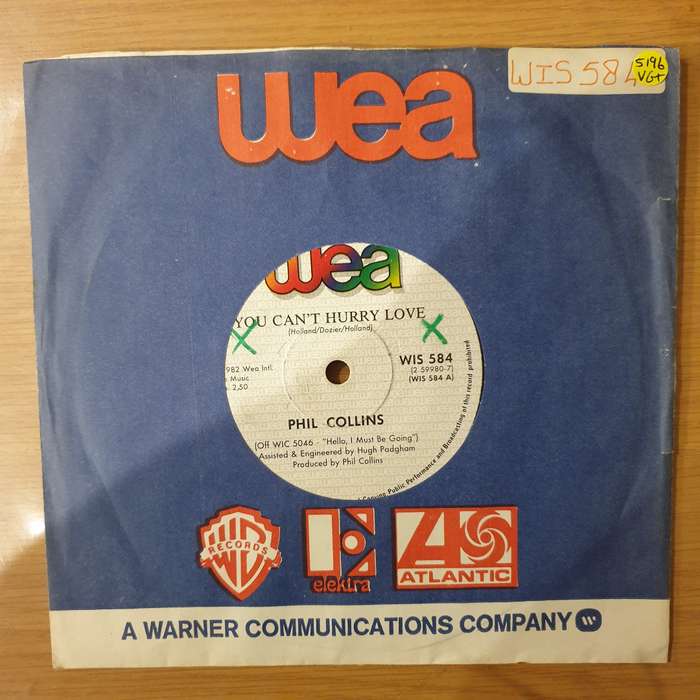 wea
WIS 584
5196
VG+
wea
YOU CAN'T HURRY LOVE
(Holland/Dozier/Holland)
1982 Wea Intl.
Music
2,50
WIS 584
(2 59980-7)
(WIS 584 A)
PHIL COLLINS
(Off WIC 5046 - "Hello, I Must Be Going")
Assisted & Engineered by Hugh Padgham
Produced by Phil Collins
Public Performance and Broadcasting of this record prohibited
WB
RECORDS
elektra
A
ATLANTIC
A WARNER COMMUNICATIONS COMPANY